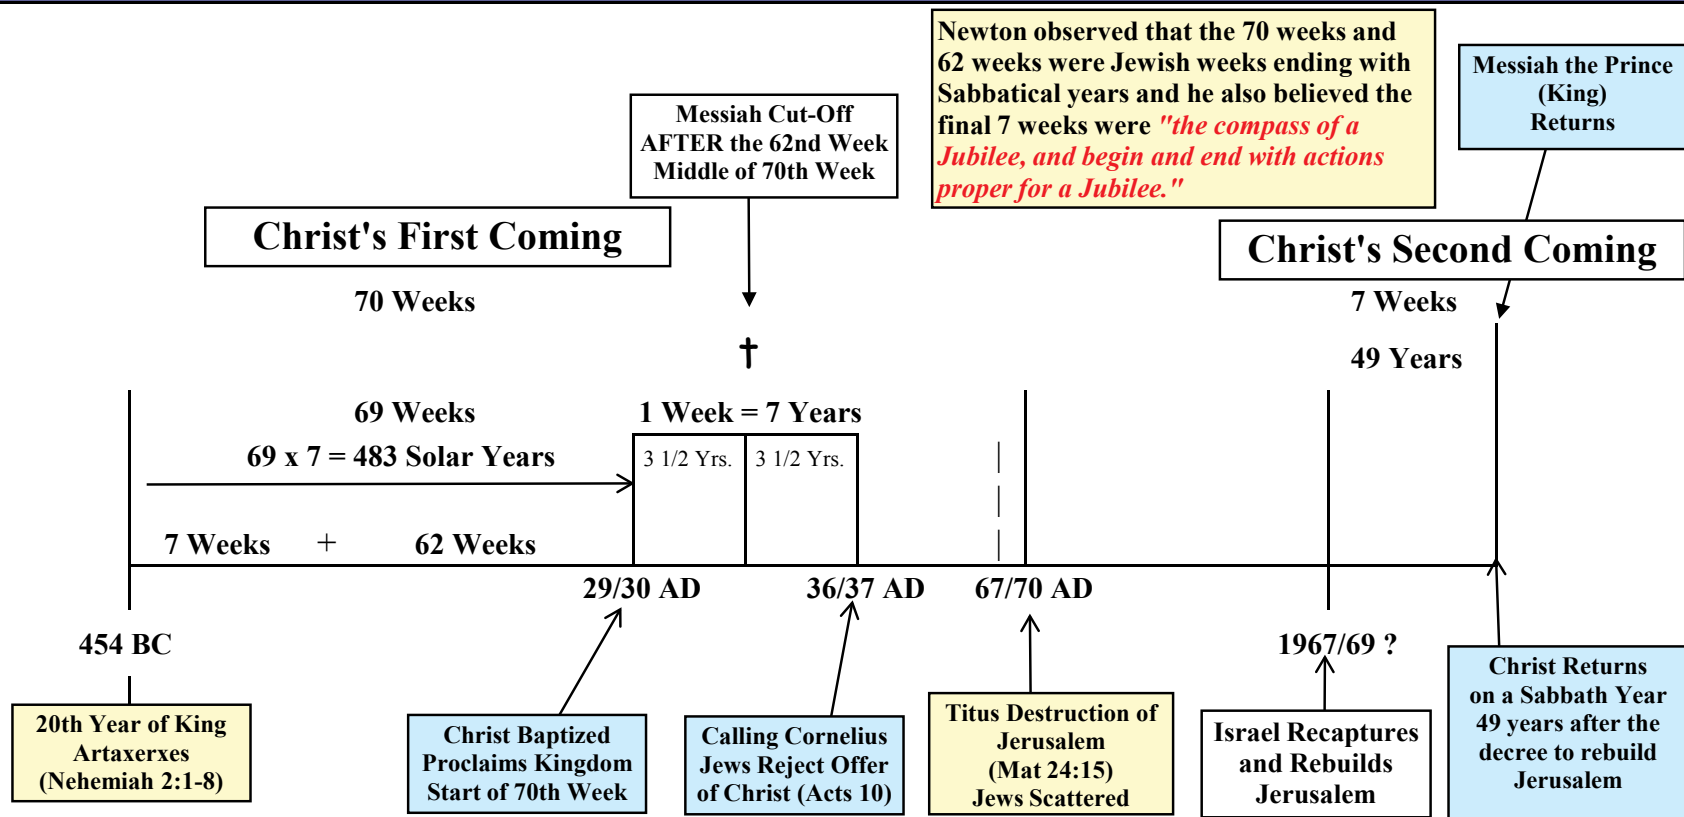 Newton observed that the 70 weeks and
62 weeks were Jewish weeks ending with
Sabbatical years and he also believed the
final 7 weeks were "the compass of a
Jubilee, and begin and end with actions
proper for a Jubilee."
Messiah the Prince
(King)
Returns
Messiah Cut-Off
AFTER the 62nd Week
Middle of 70th Week
Christ's First Coming
Christ's Second Coming
70 Weeks
7 Weeks
†
49 Years
69 Weeks
1 Week = 7 Years
69 x 7 = 483 Solar Years
3 1/2 Yrs.
3 1/2 Yrs.
7 Weeks + 62 Weeks
29/30 AD
36/37 AD
67/70 AD
454 BC
1967/69 ?
20th Year of King
Artaxerxes
(Nehemiah 2:1-8)
Christ Baptized
Proclaims Kingdom
Start of 70th Week
Calling Cornelius
Jews Reject Offer
of Christ (Acts 10)
Titus Destruction of
Jerusalem
(Mat 24:15)
Jews Scattered
Israel Recaptures
and Rebuilds
Jerusalem
Christ Returns
on a Sabbath Year
49 years after the
decree to rebuild
Jerusalem